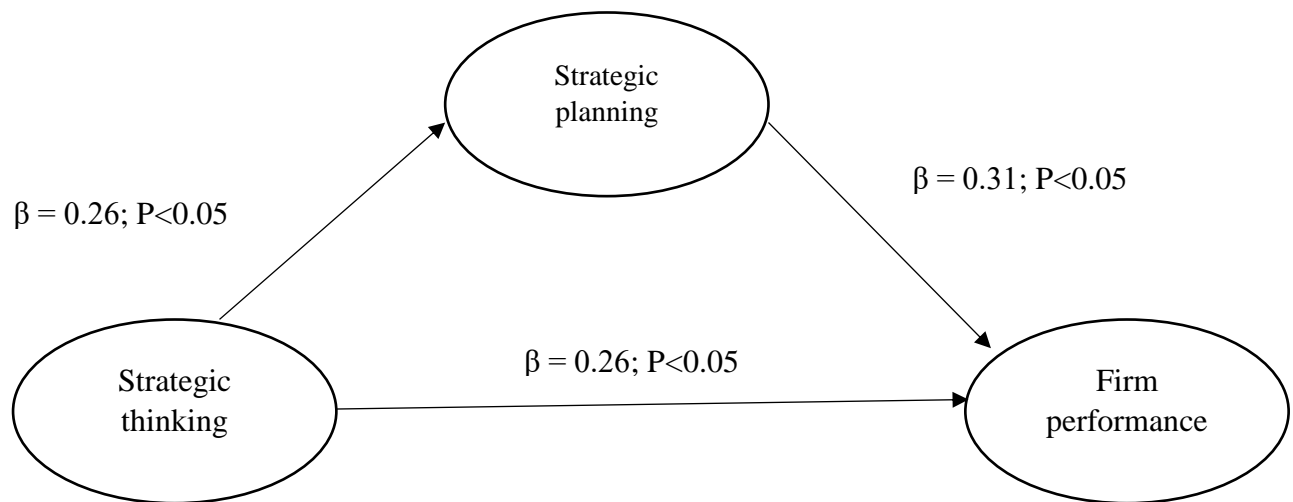 Strategic
planning
β = 0.31; P<0.05
β = 0.26; P<0.05
β = 0.26; P<0.05
Strategic
thinking
Firm
performance